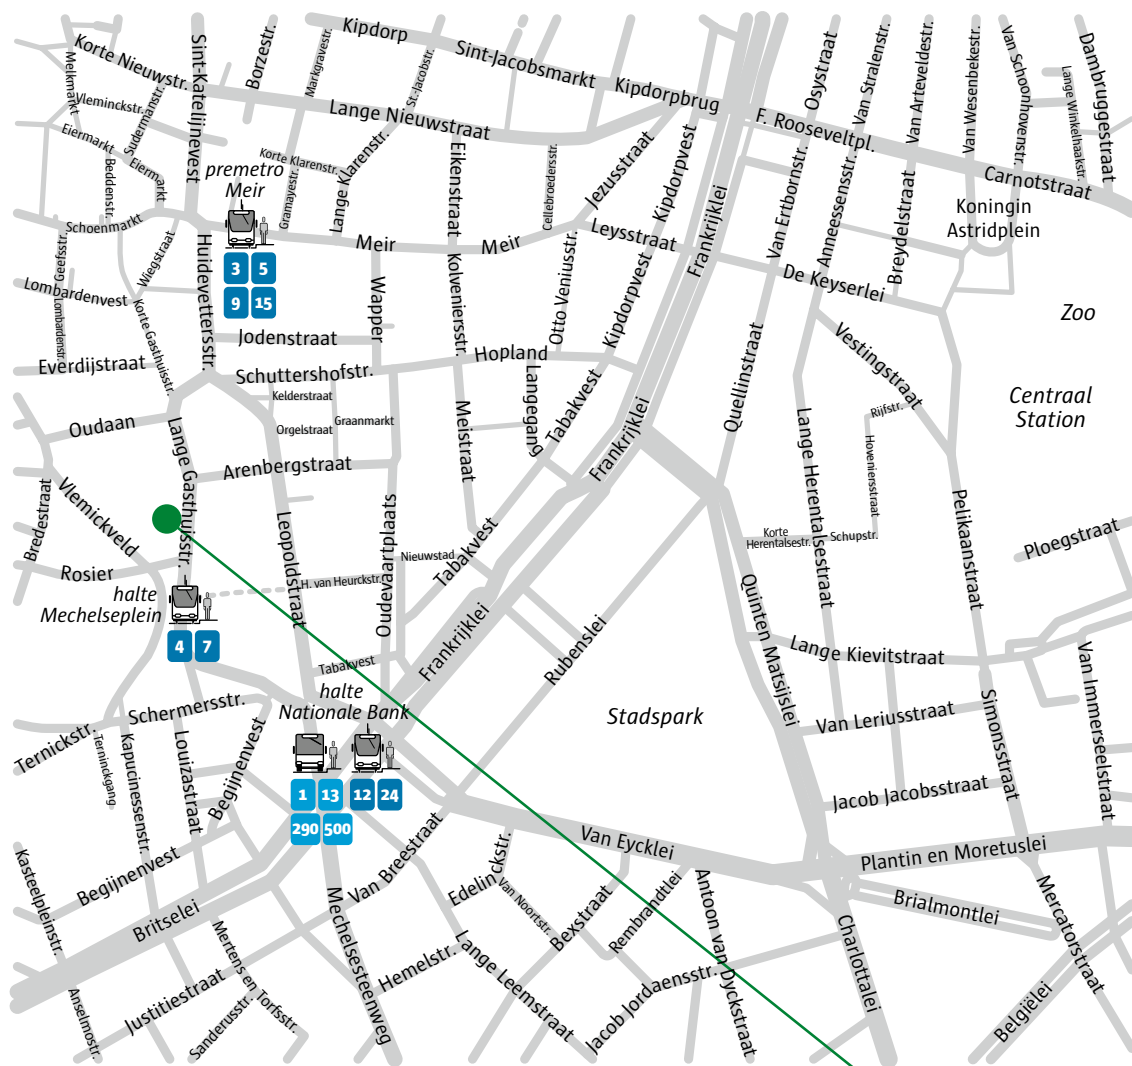 Kipdorp
Sint-Jacobsmarkt
Kipdorpbrug
F. Rooseveltpl.
Carnotstraat
Korte Nieuwstr.
Melkmarkt
Vleminckstr.
Sudermanstr.
Eiermarkt
Eiermarkt
Beddenstr.
Sint-Katelijnevest
Borzestr.
Markgravestr.
St.-Jacobstr.
Lange Nieuwstraat
Korte Klarenstr.
Lange Klarenstr.
Gramayestr.
Eikenstraat
Cellebroedersstr.
Jezusstraat
Kipdorpvest
Frankrijklei
Osystraat
Van Stralenstr.
Van Arteveldestr.
Van Wesenbekestr.
Van Schoonhovenstr.
Lange Winkelhaakstr.
Dambruggestraat
Van Ertbornstr.
Anneessensstr.
Breydelstraat
Koningin
Astridplein
premetro
Meir
3
5
9
15
Schoenmarkt
Geefsstr.
Wiegstraat
Lombardenvest
Lombardenstr.
Huidevettersstr.
Korte Gasthuisstr.
Meir
Meir
Leysstraat
De Keyserlei
Wapper
Kolveniersstr.
Otto Veniusstr.
Kipdorpvest
Zoo
Jodenstraat
Everdijstraat
Schuttershofstr.
Hopland
Vestingstraat
Kelderstraat
Graanmarkt
Orgelstraat
Langegang
Tabakvest
Quellinstraat
Centraal
Station
Rijfstr.
Oudaan
Lange Gasthuisstr.
Arenbergstraat
Meistraat
Frankrijklei
Lange Herentalsestraat
Hoveniersstraat
Vlemickveld
Bredestraat
Leopoldstraat
Oudevaartplaats
Tabakvest
Pelikaanstraat
Korte
Herentalsestr.
Schupstr.
Ploegstraat
Rosier
Nieuwstad
H. van Heurckstr.
halte
Mechelseplein
4
7
Frankrijklei
Rubenslei
Quinten Matsijslei
Lange Kievitstraat
Van Immerseelstraat
Tabakvest
halte
Nationale Bank
Stadspark
Simonsstraat
Van Leriusstraat
Schermersstr.
Ternickstr.
Terninckgang
Kapucinessenstr.
Louizastraat
Begijnenvest
1
13
12
24
290
500
Jacob Jacobsstraat
Van Eycklei
Plantin en Moretuslei
Begijnenvest
Kasteelpleinstr.
Van Breestraat
Edelinckstr.
Van Noortstr.
Bexstraat
Rembrandtlei
Antoon van Dyckstraat
Brialmontlei
Mercatorstraat
Britselei
Mechelsesteenweg
Charlottalei
Mertens en Torfsstr.
Hemelstr.
Lange Leemstraat
Jacob Jordaensstr.
Belgiëlei
Anselmostr.
Justitiestraat
Sanderusstr.